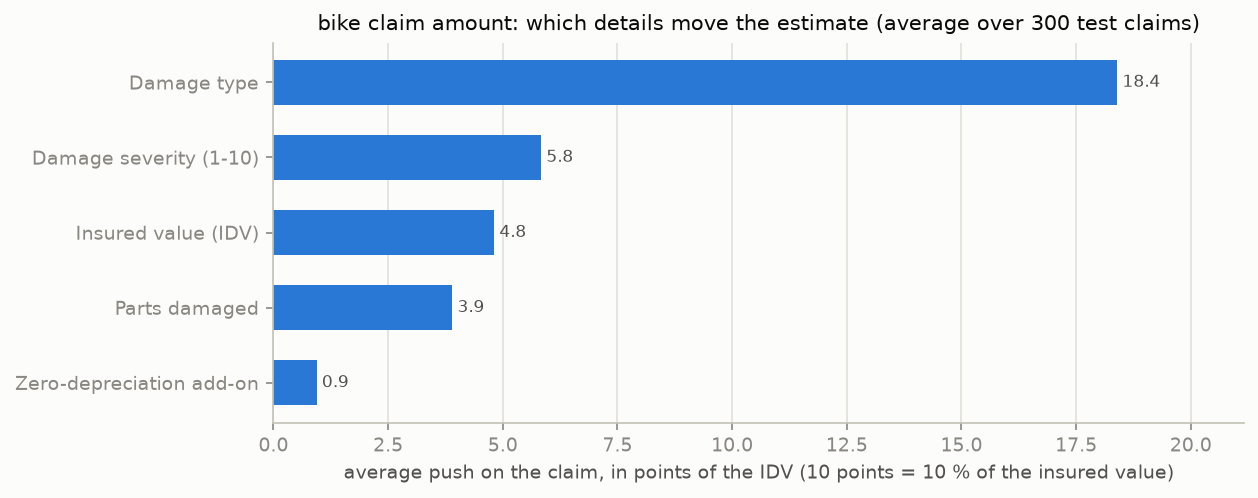 bike claim amount: which details move the estimate (average over 300 test claims)
Damage type
18.4
Damage severity (1-10)
5.8
Insured value (IDV)
4.8
Parts damaged
3.9
Zero-depreciation add-on
0.9
0.0 2.5 5.0 7.5 10.0 12.5 15.0 17.5 20.0
average push on the claim, in points of the IDV (10 points = 10 % of the insured value)